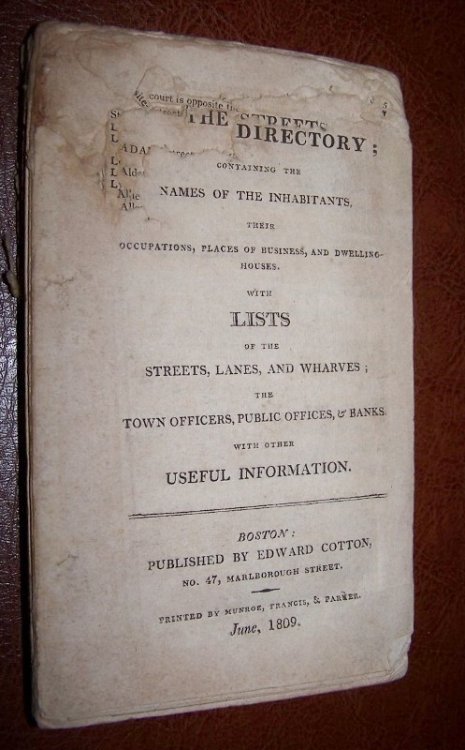 court is opposite the
THE STREETS
DIRECTORY;
ADA
CONTAINING THE
NAMES OF THE INHABITANTS,
THEIR
OCCUPATIONS, PLACES OF BUSINESS, AND DWELLING-
HOUSES.
WITH
LISTS
OF THE
STREETS, LANES, AND WHARVES;
THE
TOWN OFFICERS, PUBLIC OFFICES, & BANKS.
WITH OTHER
USEFUL INFORMATION.
BOSTON:
PUBLISHED BY EDWARD COTTON,
NO. 47, MARLBOROUGH STREET.
PRINTED BY MUNROE, FRANCIS, & PARKER.
June, 1809.